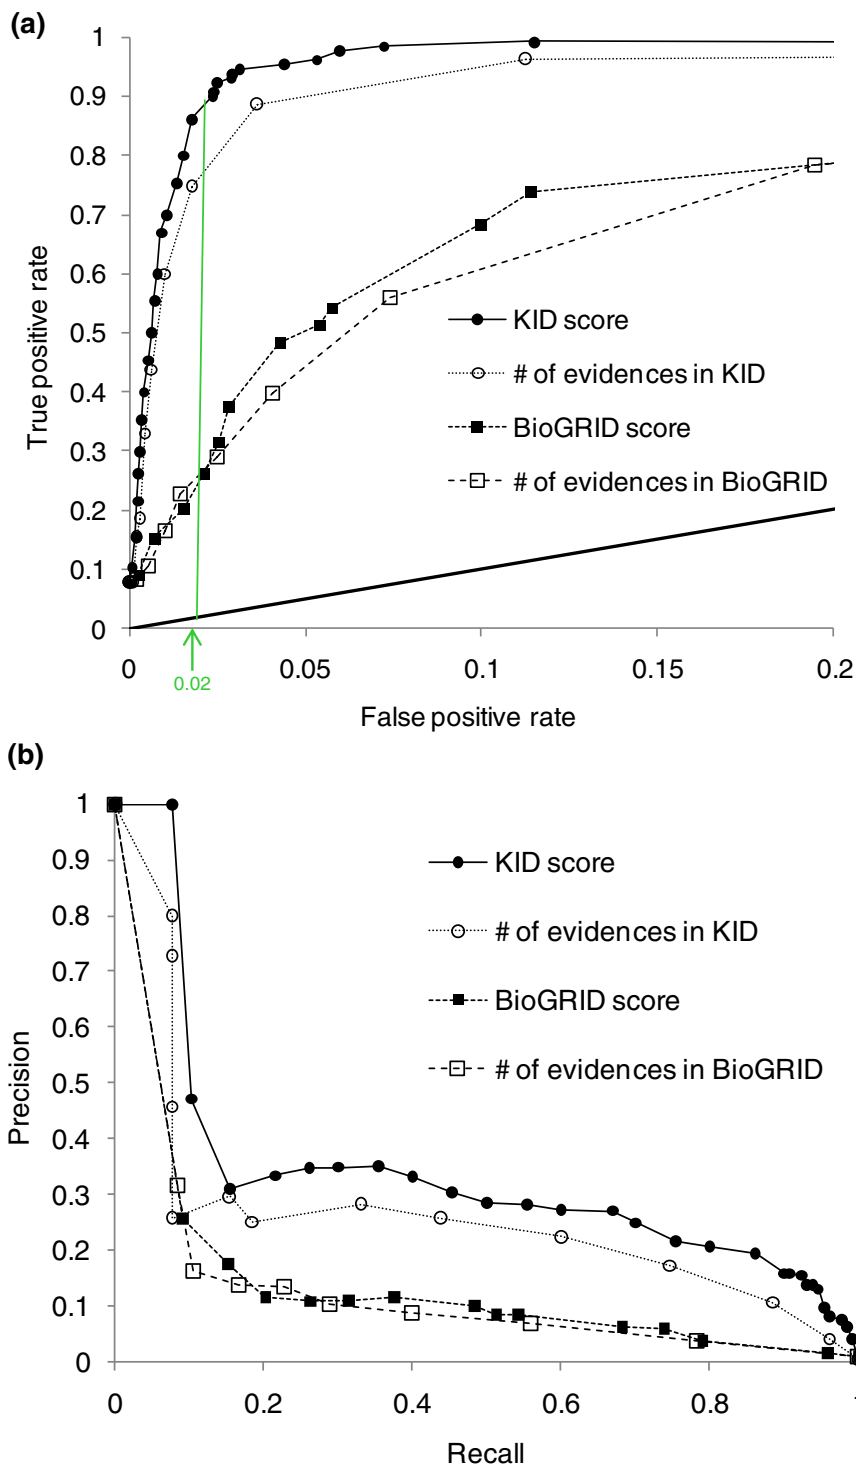 (a)
1
0.9
0.8
0.7
0.6
0.5
0.4
0.3
0.2
0.1
0
True positive rate
KID score
# of evidences in KID
BioGRID score
# of evidences in BioGRID
0 0.05 0.1 0.15 0.2
0.02
False positive rate
(b)
1
0.9
0.8
0.7
0.6
0.5
0.4
0.3
0.2
0.1
0
Precision
KID score
# of evidences in KID
BioGRID score
# of evidences in BioGRID
0 0.2 0.4 0.6 0.8
Recall